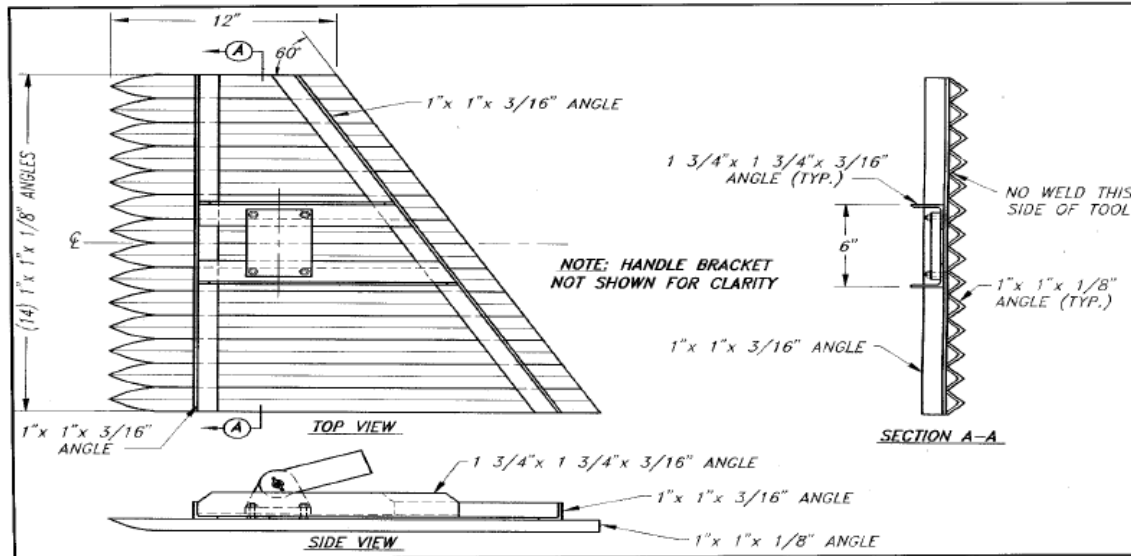 12"
A
60°
1"x 1"x 3/16" ANGLE
(14) 1"x 1"x 1/8" ANGLES
1 3/4"x 1 3/4"x 3/16"
ANGLE (TYP.)
NO WELD THIS
SIDE OF TOOL
6"
℄
NOTE: HANDLE BRACKET
NOT SHOWN FOR CLARITY
1"x 1"x 1/8"
ANGLE (TYP.)
1"x 1"x 3/16" ANGLE
1"x 1"x 3/16"
ANGLE
A
TOP VIEW
SECTION A-A
1 3/4"x 1 3/4"x 3/16" ANGLE
1"x 1"x 3/16" ANGLE
SIDE VIEW
1"x 1"x 1/8" ANGLE